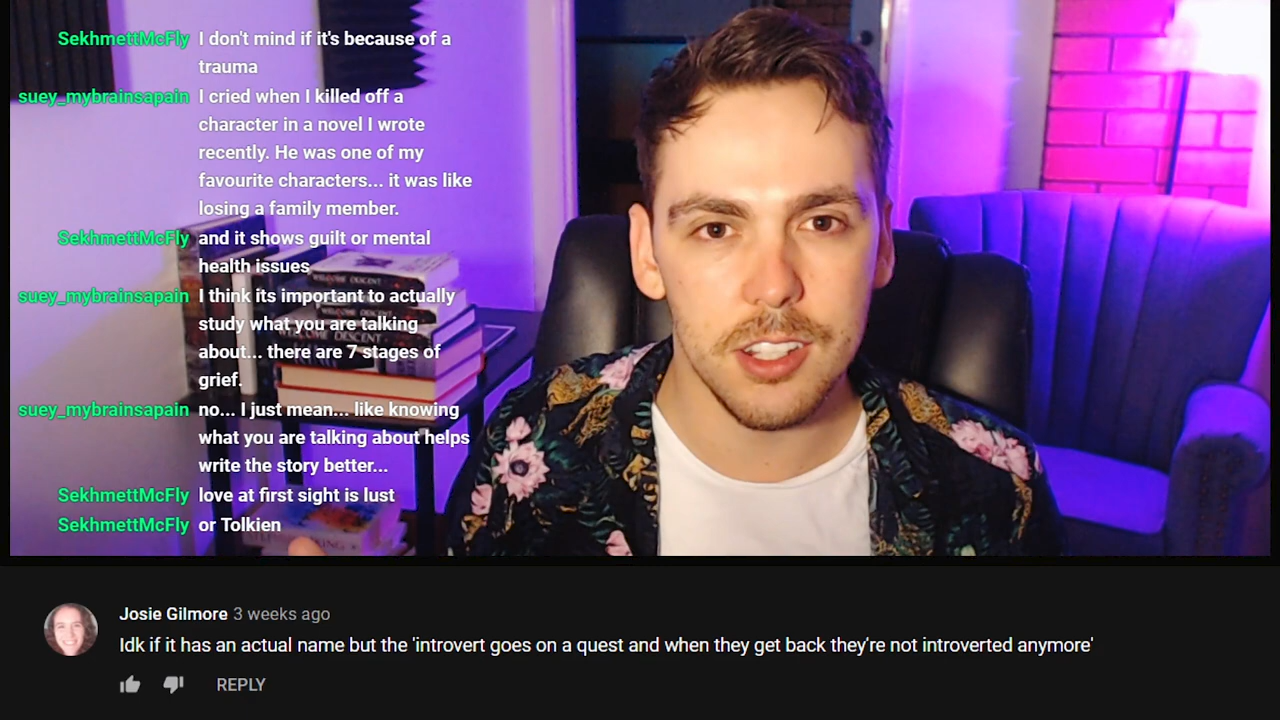 SekhmettMcFly I don't mind if it's because of a
trauma
suey_mybrainsapain I cried when I killed off a
character in a novel I wrote
recently. He was one of my
favourite characters... it was like
losing a family member.
SekhmettMcFly and it shows guilt or mental
health issues
suey_mybrainsapain I think its important to actually
study what you are talking
about... there are 7 stages of
grief.
suey_mybrainsapain no... I just mean... like knowing
what you are talking about helps
write the story better...
SekhmettMcFly love at first sight is lust
SekhmettMcFly or Tolkien
WELCOME DESCENT
Josie Gilmore 3 weeks ago
Idk if it has an actual name but the 'introvert goes on a quest and when they get back they're not introverted anymore'
REPLY